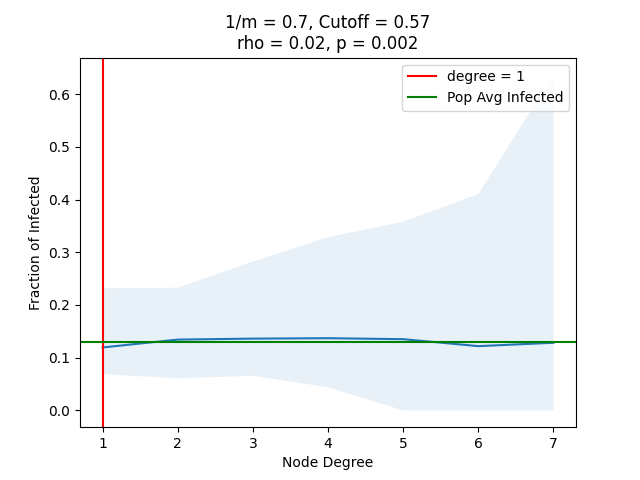 1/m = 0.7, Cutoff = 0.57
rho = 0.02, p = 0.002
degree = 1
Pop Avg Infected
Fraction of Infected
0.6
0.5
0.4
0.3
0.2
0.1
0.0
1 2 3 4 5 6 7
Node Degree